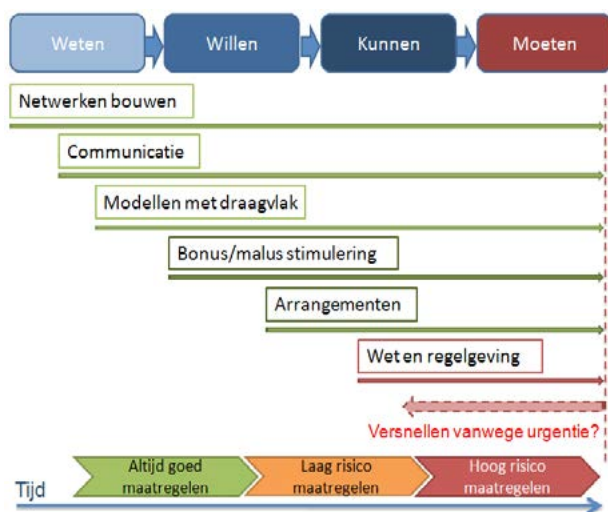 Weten Willen Kunnen Moeten
Netwerken bouwen
Communicatie
Modellen met draagvlak
Bonus/malus stimulering
Arrangementen
Wet en regelgeving
Versnellen vanwege urgentie?
Altijd goed
maatregelen
Laag risico
maatregelen
Hoog risico
maatregelen
Tijd